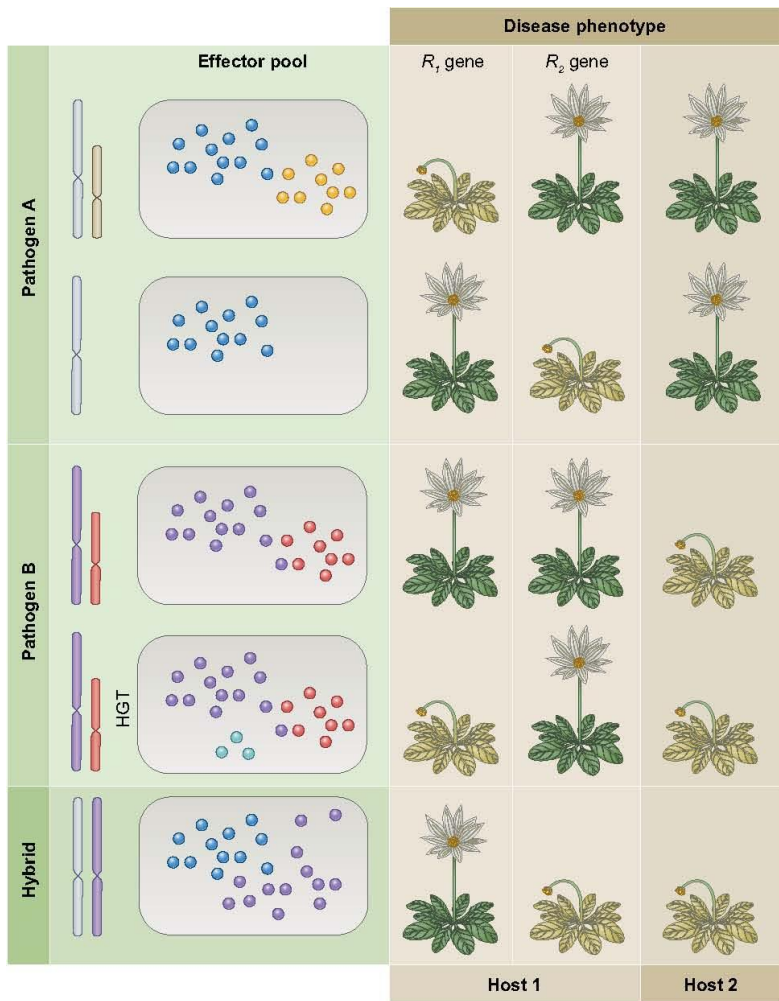 Disease phenotype
Effector pool
R₁ gene
R₂ gene
Pathogen A
Pathogen B
HGT
Hybrid
Host 1
Host 2